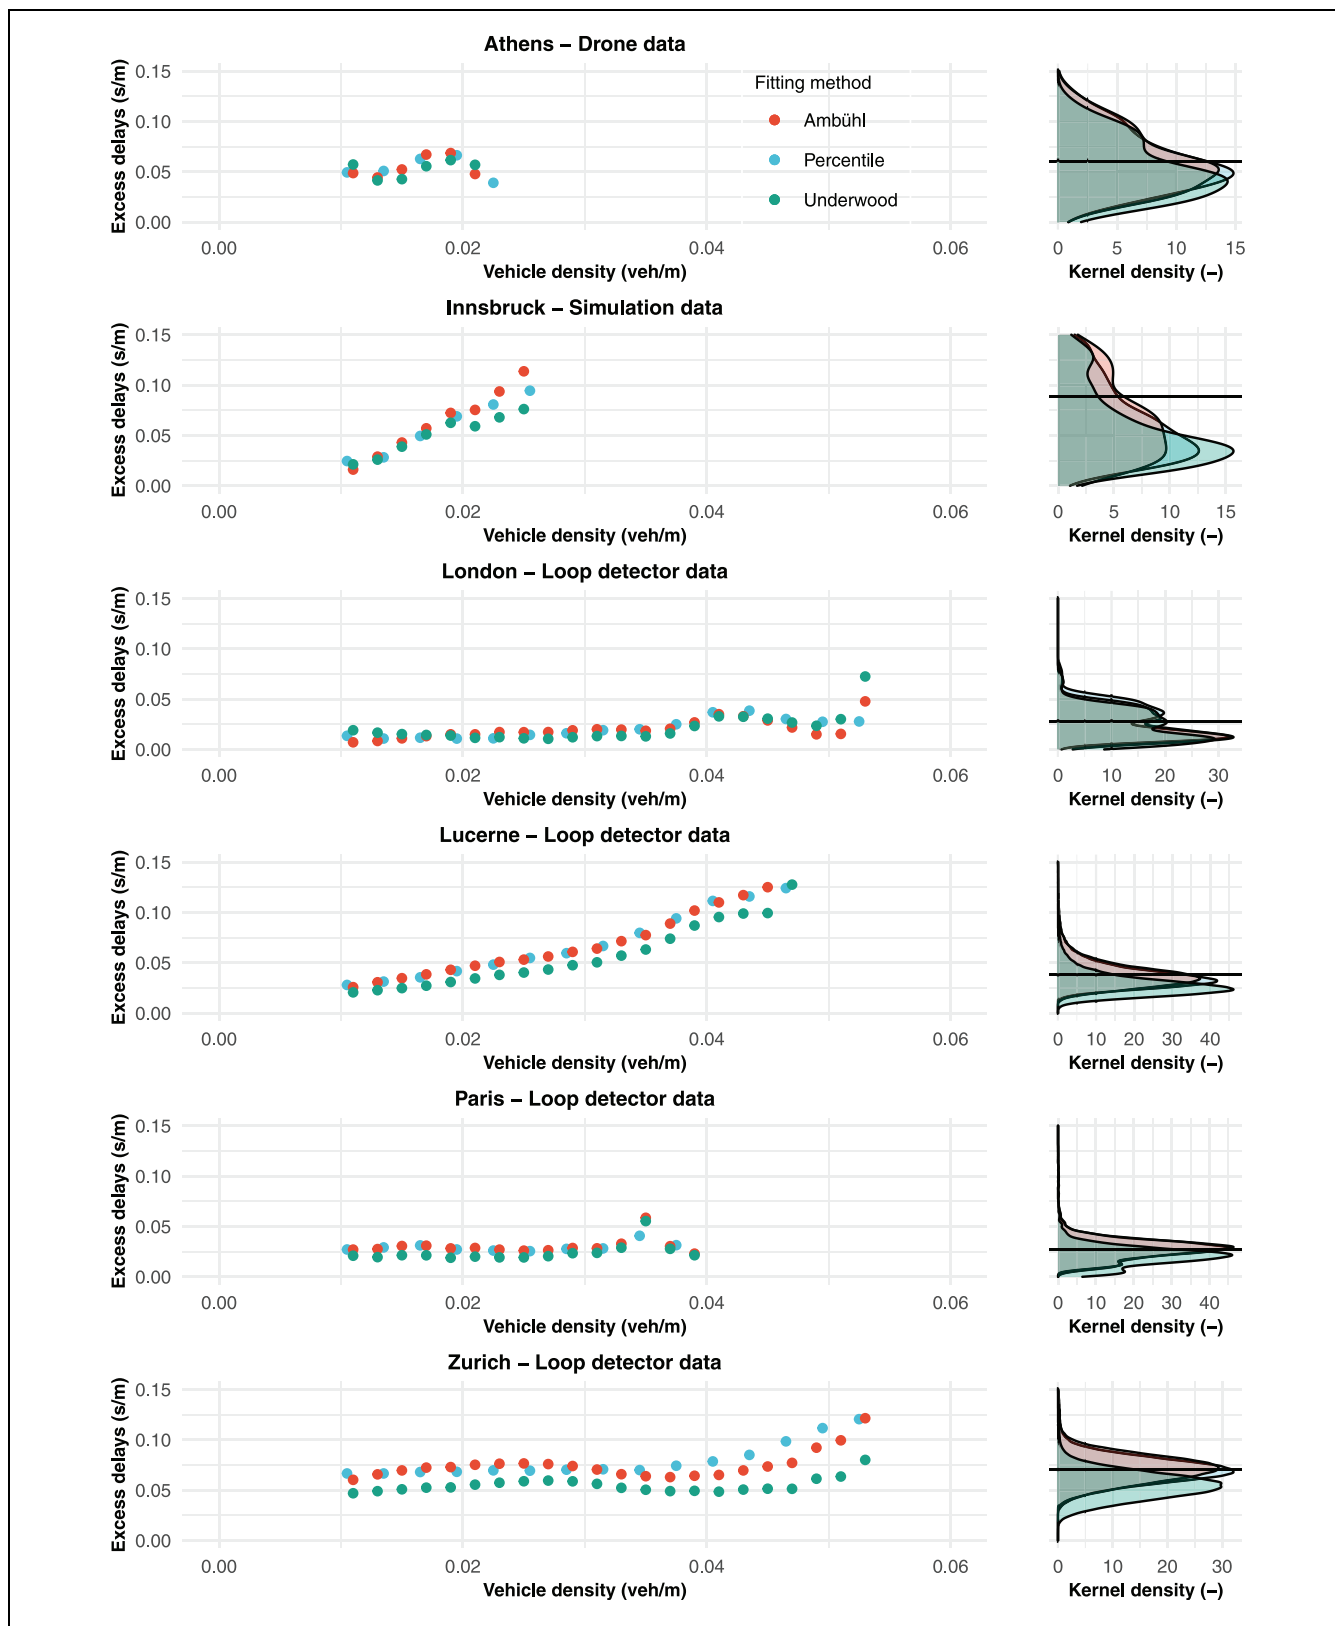 Athens – Drone data
Excess delays (s/m)
0.15
0.10
0.05
0.00
Fitting method
Ambühl
Percentile
Underwood
0.00 0.02 0.04 0.06
Vehicle density (veh/m)
0 5 10 15
Kernel density (–)
Innsbruck – Simulation data
Excess delays (s/m)
0.15
0.10
0.05
0.00
0.00 0.02 0.04 0.06
Vehicle density (veh/m)
0 5 10 15
Kernel density (–)
London – Loop detector data
Excess delays (s/m)
0.15
0.10
0.05
0.00
0.00 0.02 0.04 0.06
Vehicle density (veh/m)
0 10 20 30
Kernel density (–)
Lucerne – Loop detector data
Excess delays (s/m)
0.15
0.10
0.05
0.00
0.00 0.02 0.04 0.06
Vehicle density (veh/m)
0 10 20 30 40
Kernel density (–)
Paris – Loop detector data
Excess delays (s/m)
0.15
0.10
0.05
0.00
0.00 0.02 0.04 0.06
Vehicle density (veh/m)
0 10 20 30 40
Kernel density (–)
Zurich – Loop detector data
Excess delays (s/m)
0.15
0.10
0.05
0.00
0.00 0.02 0.04 0.06
Vehicle density (veh/m)
0 10 20 30
Kernel density (–)